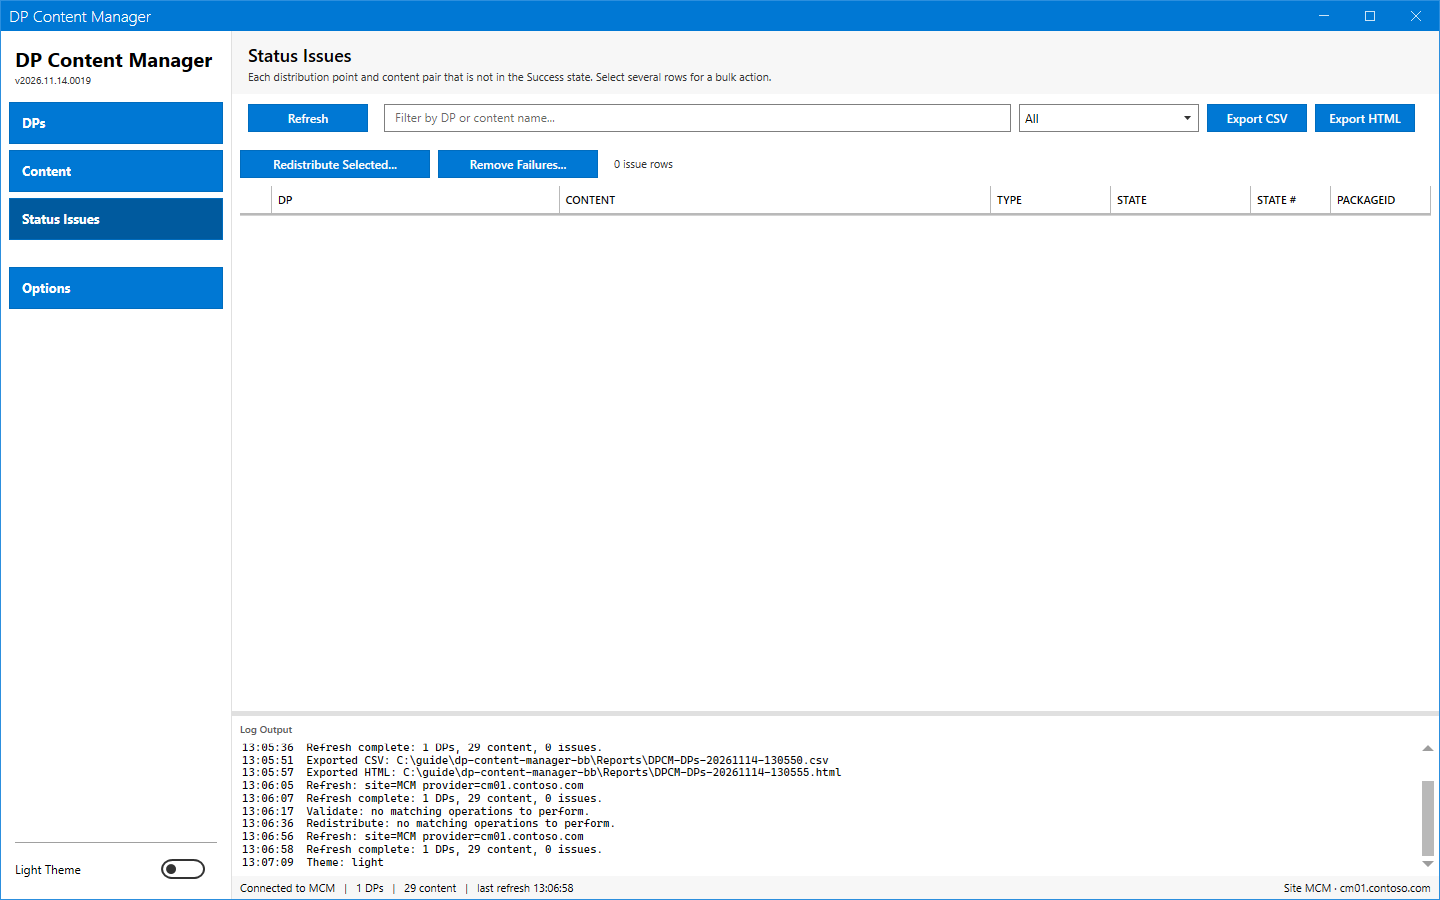 DP Content Manager
DP Content Manager
v2026.11.14.0019
DPs
Content
Status Issues
Options
Light Theme
Status Issues
Each distribution point and content pair that is not in the Success state. Select several rows for a bulk action.
Refresh
Filter by DP or content name...
All
Export CSV
Export HTML
Redistribute Selected...
Remove Failures...
0 issue rows
DP
CONTENT
TYPE
STATE
STATE #
PACKAGEID
Log Output
13:05:36  Refresh complete: 1 DPs, 29 content, 0 issues.
13:05:51  Exported CSV: C:\guide\dp-content-manager-bb\Reports\DPCM-DPs-20261114-130550.csv
13:05:57  Exported HTML: C:\guide\dp-content-manager-bb\Reports\DPCM-DPs-20261114-130555.html
13:06:05  Refresh: site=MCM provider=cm01.contoso.com
13:06:07  Refresh complete: 1 DPs, 29 content, 0 issues.
13:06:17  Validate: no matching operations to perform.
13:06:36  Redistribute: no matching operations to perform.
13:06:56  Refresh: site=MCM provider=cm01.contoso.com
13:06:58  Refresh complete: 1 DPs, 29 content, 0 issues.
13:07:09  Theme: light
Connected to MCM | 1 DPs | 29 content | last refresh 13:06:58
Site MCM · cm01.contoso.com